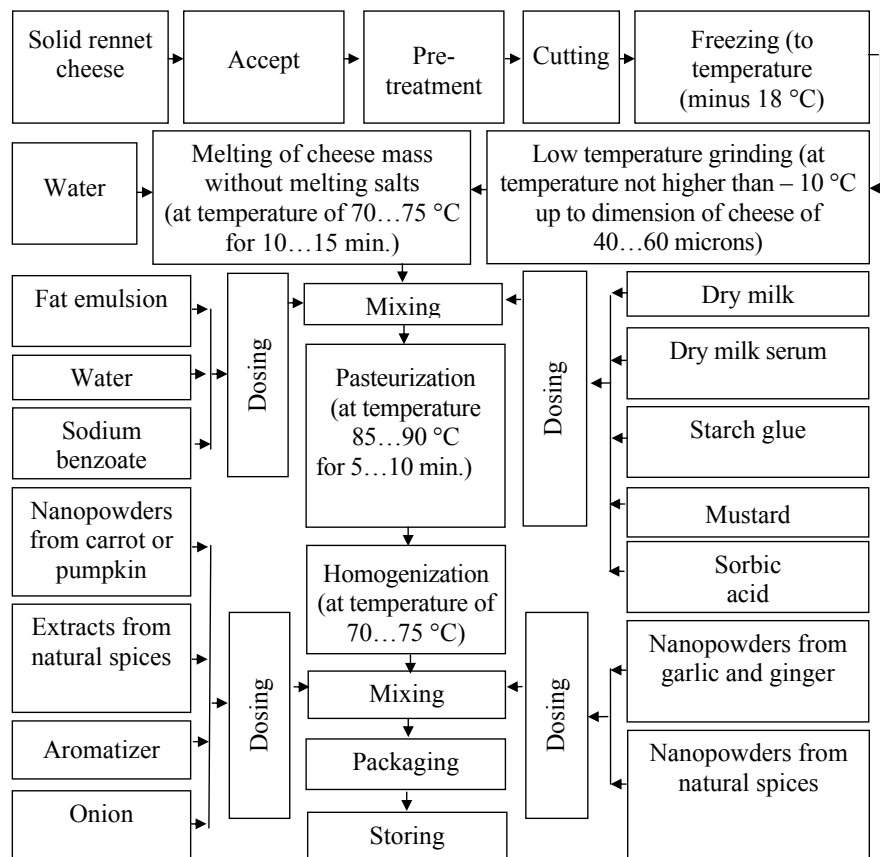 Solid rennet
cheese
Accept
Pre-
treatment
Cutting
Freezing (to
temperature
(minus 18 °C)
Water
Melting of cheese mass
without melting salts
(at temperature of 70…75 °C
for 10…15 min.)
Low temperature grinding (at
temperature not higher than – 10 °C
up to dimension of cheese of
40…60 microns)
Fat emulsion
Water
Sodium
benzoate
Dosing
Mixing
Dosing
Dry milk
Dry milk serum
Starch glue
Mustard
Sorbic
acid
Pasteurization
(at temperature
85…90 °C
for 5…10 min.)
Homogenization
(at temperature of
70…75 °C)
Nanopowders
from carrot or
pumpkin
Extracts from
natural spices
Aromatizer
Onion
Dosing
Mixing
Dosing
Nanopowders from
garlic and ginger
Nanopowders from
natural spices
Packaging
Storing